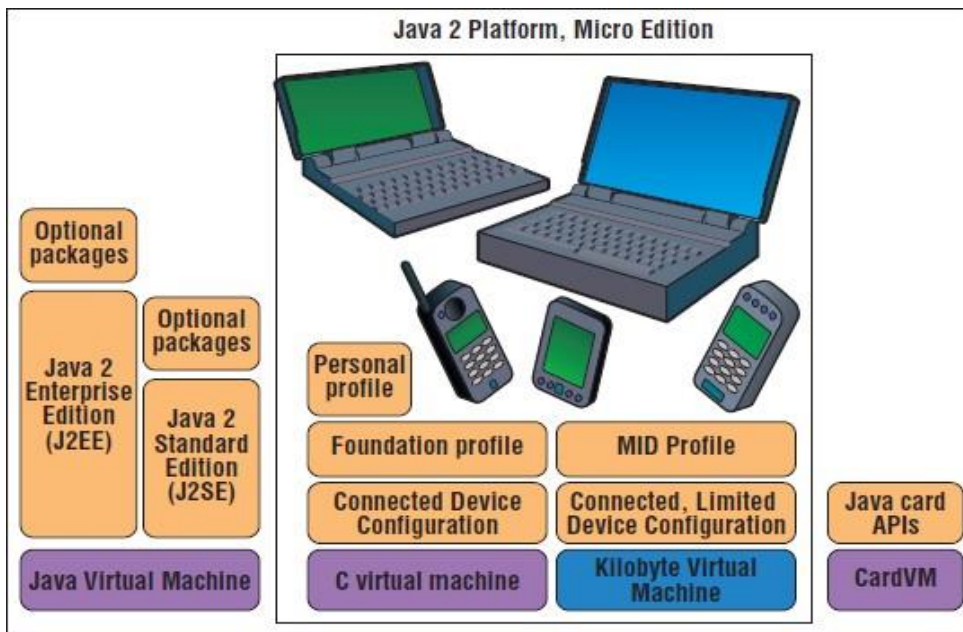 Java 2 Platform, Micro Edition
Optional
packages
Java 2
Enterprise
Edition
(J2EE)
Optional
packages
Java 2
Standard
Edition
(J2SE)
Java Virtual Machine
Personal
profile
Foundation profile
MID Profile
Connected Device
Configuration
Connected, Limited
Device Configuration
C virtual machine
Kilobyte Virtual
Machine
Java card
APIs
CardVM